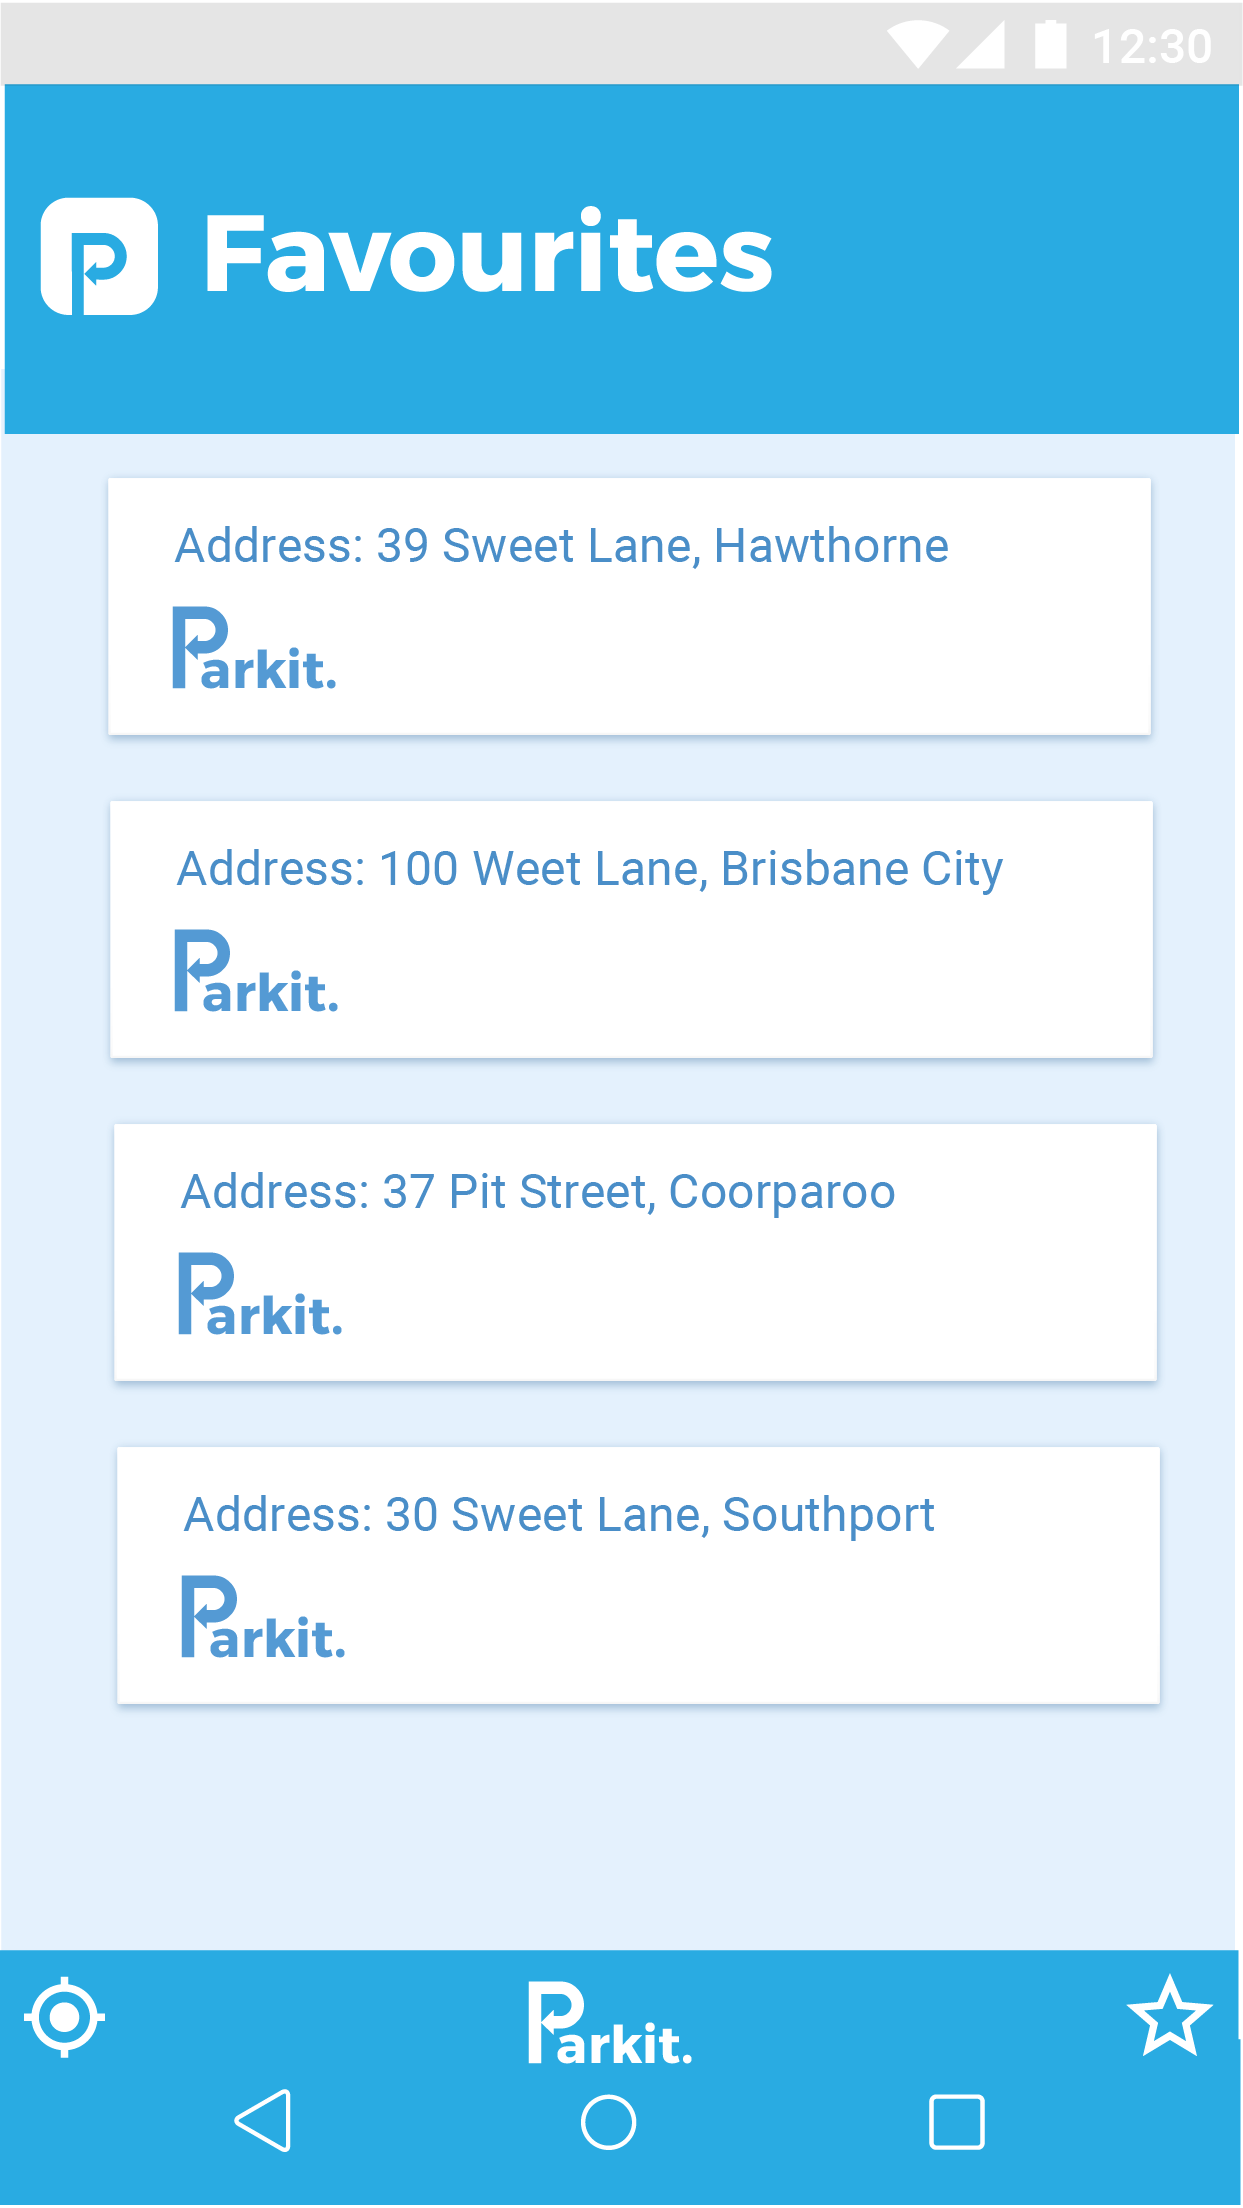 12:30
Favourites
Address: 39 Sweet Lane, Hawthorne
Parkit.
Address: 100 Weet Lane, Brisbane City
Parkit.
Address: 37 Pit Street, Coorparoo
Parkit.
Address: 30 Sweet Lane, Southport
Parkit.
Parkit.